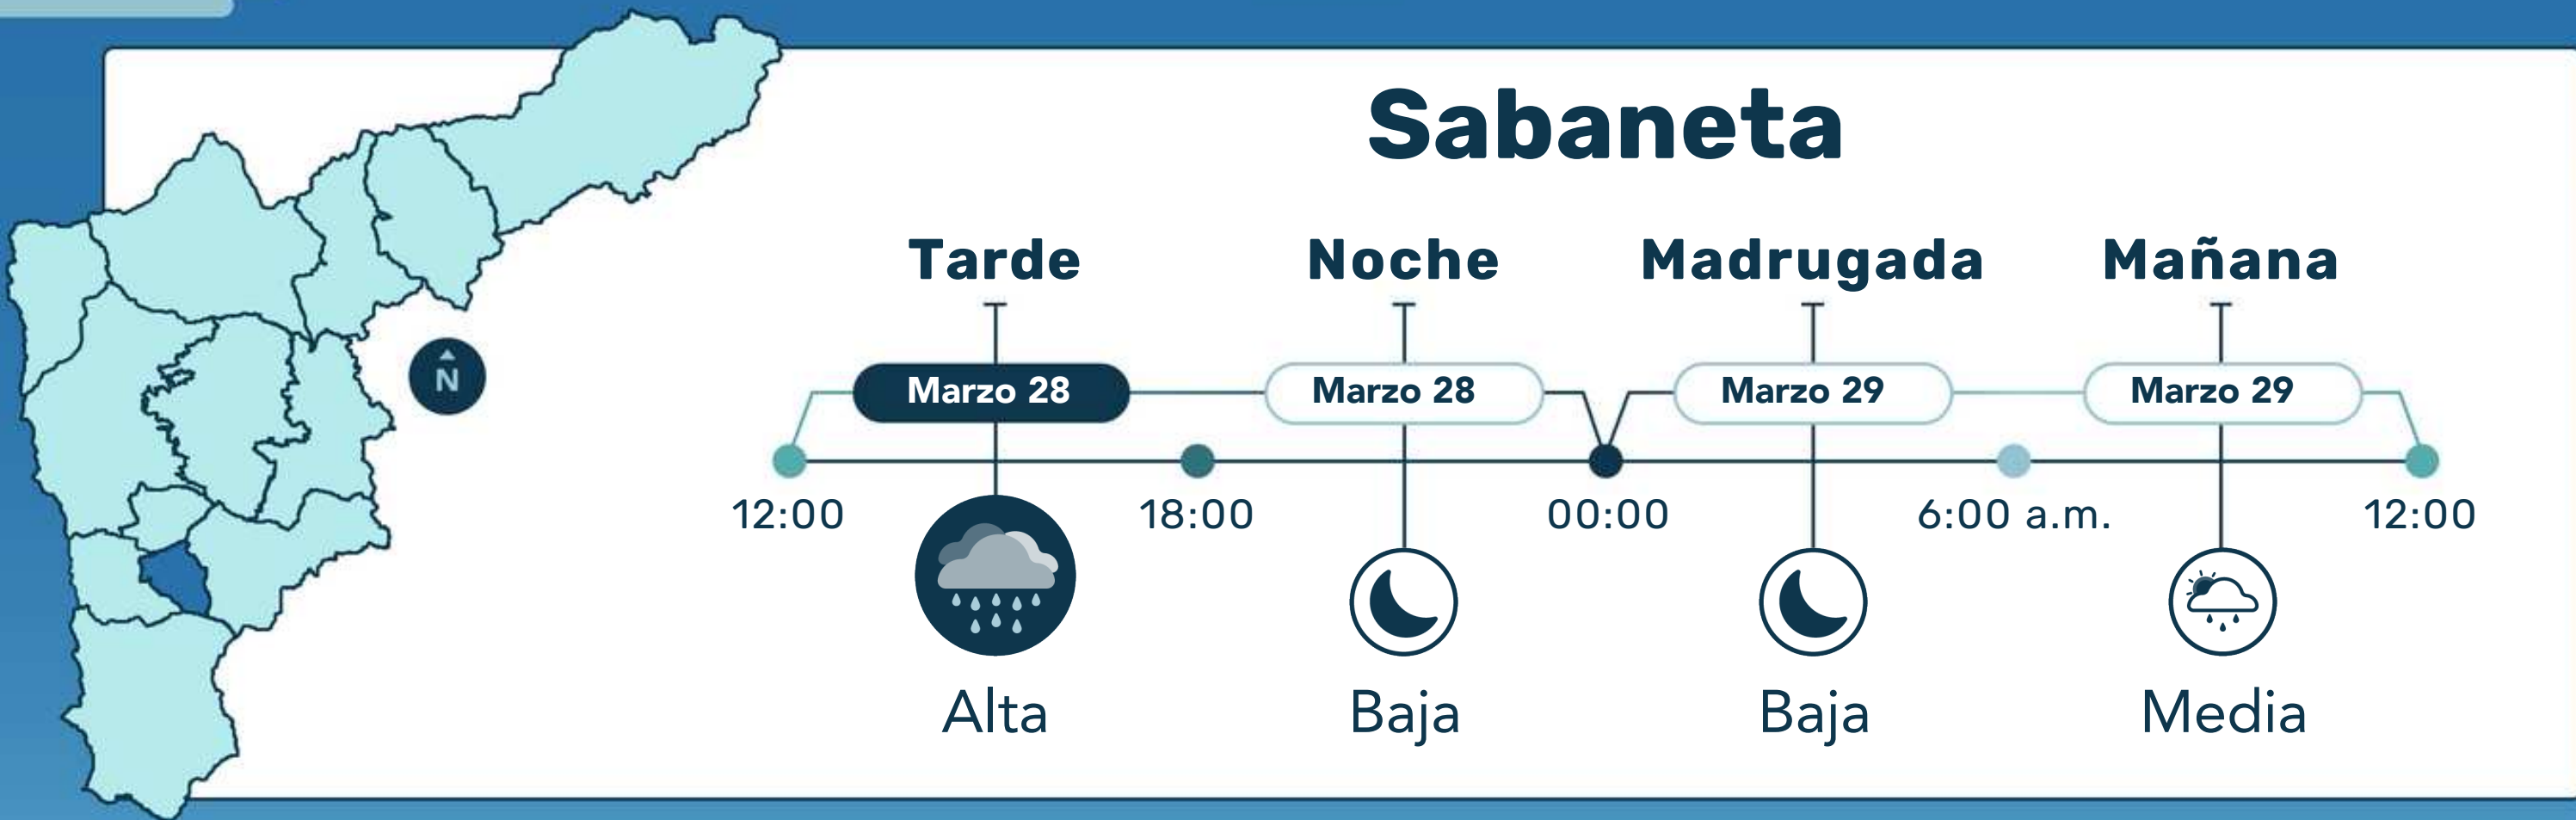 Sabaneta
Tarde Noche Madrugada Mañana
N
Marzo 28 Marzo 28 Marzo 29 Marzo 29
12:00 18:00 00:00 6:00 a.m. 12:00
Alta Baja Baja Media